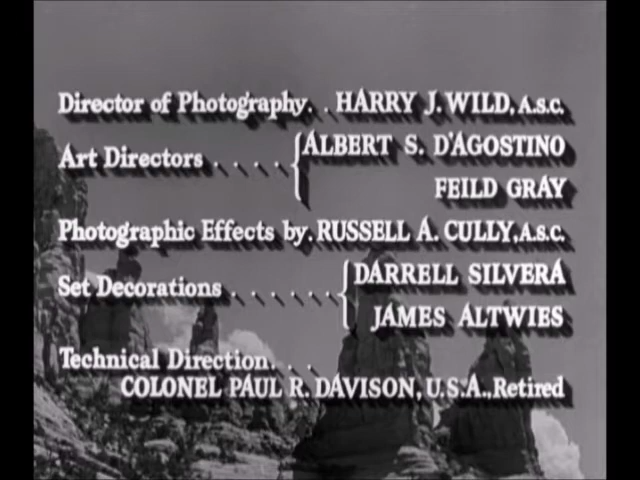 Director of Photography. . HARRY J. WILD, A.S.C.
Art Directors . . . . . { ALBERT S. D'AGOSTINO
FEILD GRAY
Photographic Effects by. RUSSELL A. CULLY, A.S.C.
Set Decorations . . . . . . { DARRELL SILVERA
JAMES ALTWIES
Technical Direction. . .
COLONEL PAUL R. DAVISON, U.S.A., Retired